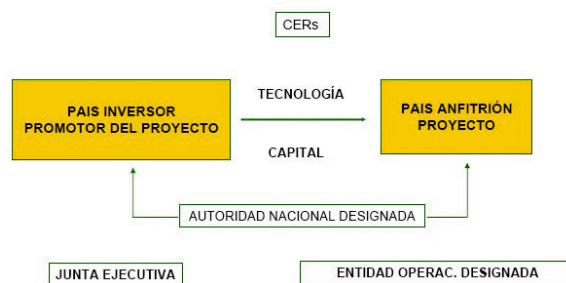 CERs
PAIS INVERSOR
PROMOTOR DEL PROYECTO
TECNOLOGÍA
CAPITAL
PAIS ANFITRIÓN
PROYECTO
AUTORIDAD NACIONAL DESIGNADA
JUNTA EJECUTIVA
ENTIDAD OPERAC. DESIGNADA